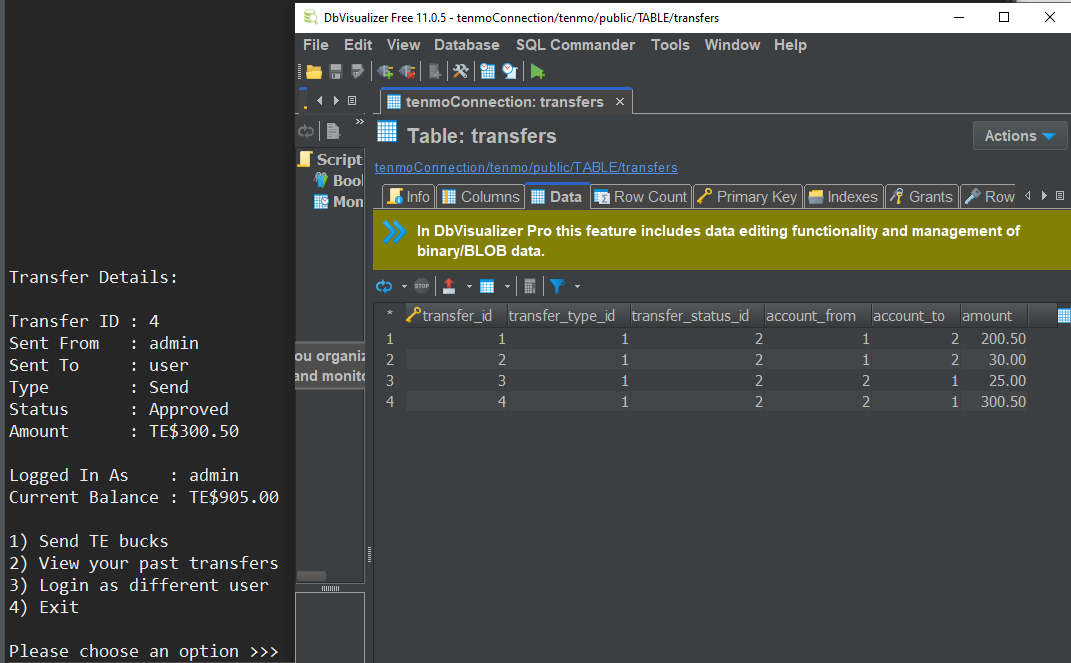 DbVisualizer Free 11.0.5 - tenmoConnection/tenmo/public/TABLE/transfers
File Edit View Database SQL Commander Tools Window Help
tenmoConnection: transfers
Table: transfers
Actions
tenmoConnection/tenmo/public/TABLE/transfers
Script
Boo
Mon
Info Columns Data Row Count Primary Key Indexes Grants Row
In DbVisualizer Pro this feature includes data editing functionality and management of
binary/BLOB data.
STOP
* transfer_id transfer_type_id transfer_status_id account_from account_to amount
1 1 1 2 1 2 200.50
2 2 1 2 1 2 30.00
3 3 1 2 2 1 25.00
4 4 1 2 2 1 300.50
ou organiz
and monito
Transfer Details:
Transfer ID : 4
Sent From : admin
Sent To : user
Type : Send
Status : Approved
Amount : TE$300.50
Logged In As : admin
Current Balance : TE$905.00
1) Send TE bucks
2) View your past transfers
3) Login as different user
4) Exit
Please choose an option >>>